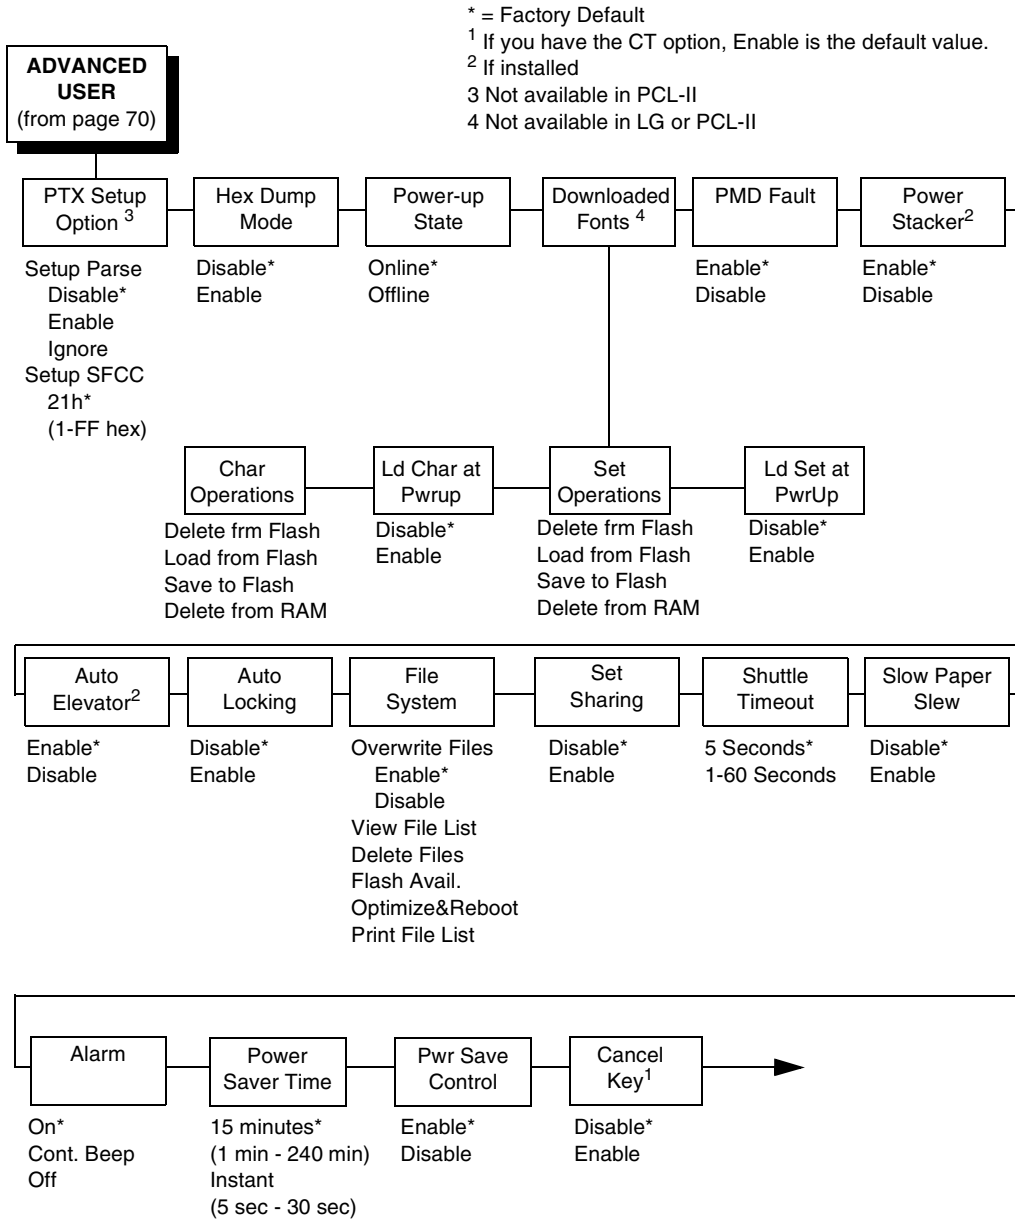 * = Factory Default
1 If you have the CT option, Enable is the default value.
2 If installed
3 Not available in PCL-II
4 Not available in LG or PCL-II
ADVANCED
USER
(from page 70)
PTX Setup
Option 3
Setup Parse
Disable*
Enable
Ignore
Setup SFCC
21h*
(1-FF hex)
Hex Dump
Mode
Disable*
Enable
Power-up
State
Online*
Offline
Downloaded
Fonts 4
PMD Fault
Enable*
Disable
Power
Stacker2
Enable*
Disable
Char
Operations
Delete frm Flash
Load from Flash
Save to Flash
Delete from RAM
Ld Char at
Pwrup
Disable*
Enable
Set
Operations
Delete frm Flash
Load from Flash
Save to Flash
Delete from RAM
Ld Set at
PwrUp
Disable*
Enable
Auto
Elevator2
Enable*
Disable
Auto
Locking
Disable*
Enable
File
System
Overwrite Files
Enable*
Disable
View File List
Delete Files
Flash Avail.
Optimize&Reboot
Print File List
Set
Sharing
Disable*
Enable
Shuttle
Timeout
5 Seconds*
1-60 Seconds
Slow Paper
Slew
Disable*
Enable
Alarm
On*
Cont. Beep
Off
Power
Saver Time
15 minutes*
(1 min - 240 min)
Instant
(5 sec - 30 sec)
Pwr Save
Control
Enable*
Disable
Cancel
Key1
Disable*
Enable